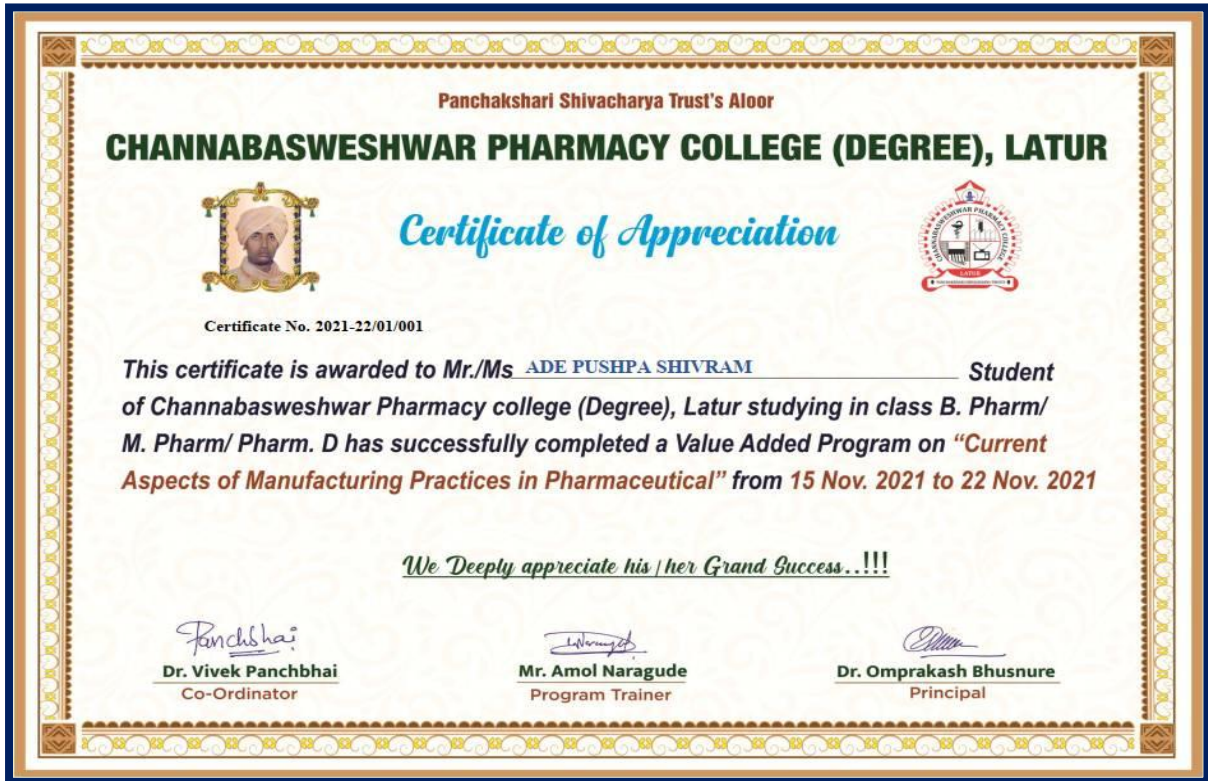 Panchakshari Shivacharya Trust's Aloor
CHANNABASWESHWAR PHARMACY COLLEGE (DEGREE), LATUR
Certificate of Appreciation
CHANNABASWESHWAR PHARMACY COLLEGE
LATUR
Certificate No. 2021-22/01/001
This certificate is awarded to Mr./Ms ADE PUSHPA SHIVRAM Student
of Channabasweshwar Pharmacy college (Degree), Latur studying in class B. Pharm/
M. Pharm/ Pharm. D has successfully completed a Value Added Program on “Current
Aspects of Manufacturing Practices in Pharmaceutical” from 15 Nov. 2021 to 22 Nov. 2021
We Deeply appreciate his / her Grand Success..!!!
Panchbhai
Dr. Vivek Panchbhai
Co-Ordinator
Mr. Amol Naragude
Program Trainer
Dr. Omprakash Bhusnure
Principal